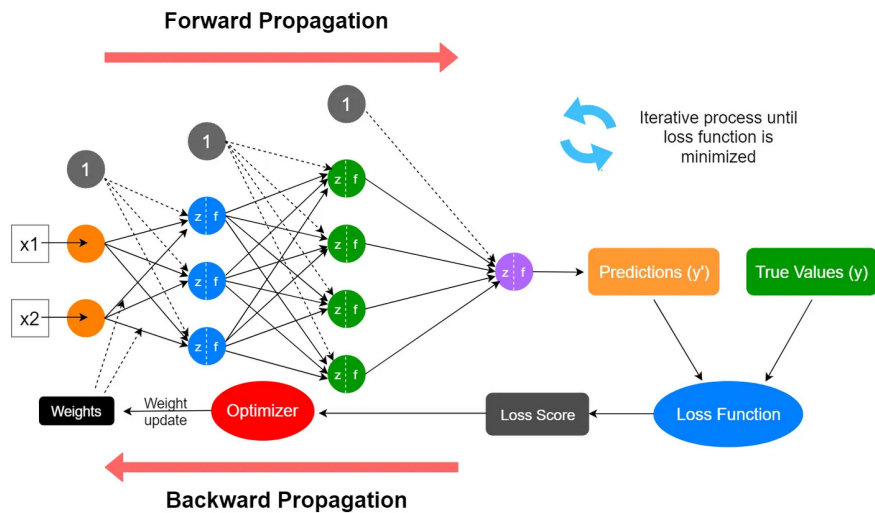 Forward Propagation
1
1
1
Iterative process until
loss function is
minimized
z f
z f
x1
z f
z f
z f
Predictions (y')
True Values (y)
z f
x2
z f
z f
z f
Weights
Weight
update
Optimizer
Loss Score
Loss Function
Backward Propagation